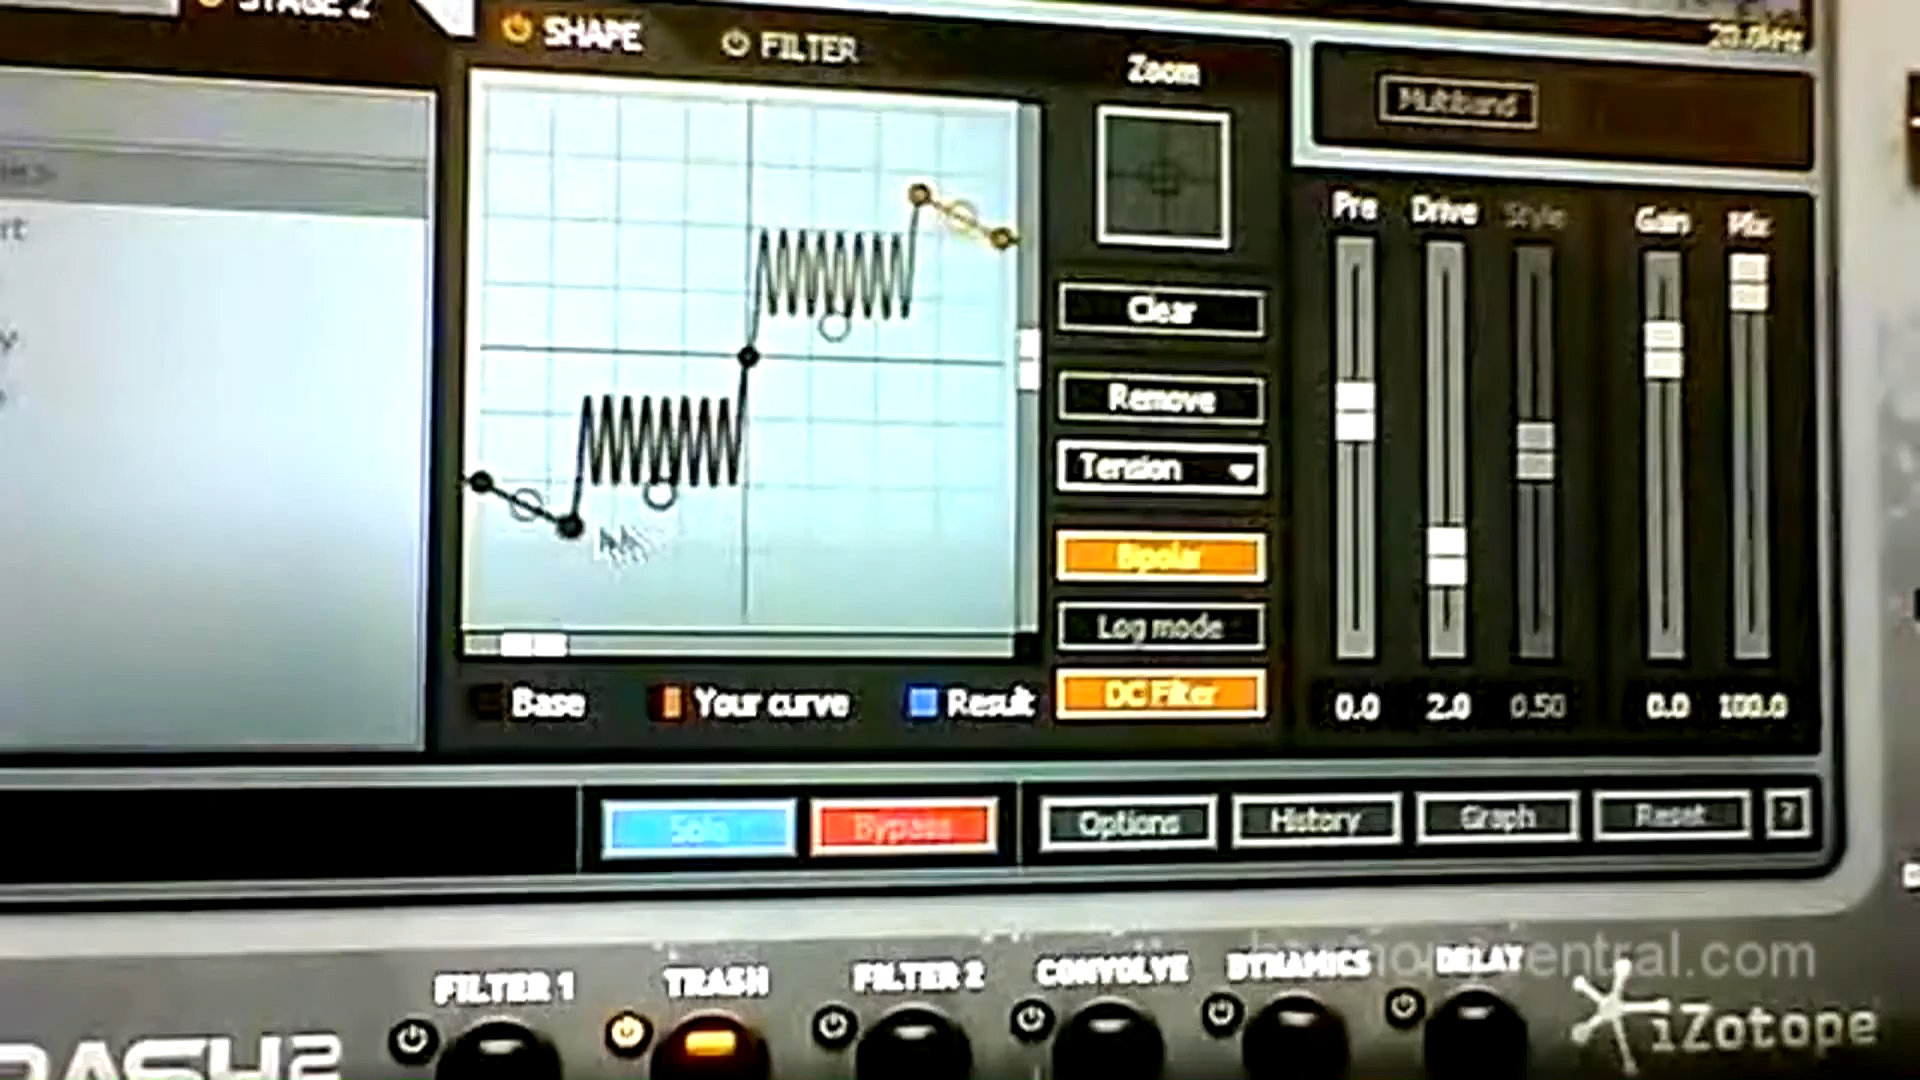 STAGE 2
SHAPE
FILTER
Zoom
20.0kHz
Multiband
Pre
Drive
Style
Gain
Mix
Clear
Remove
Tension
Bipolar
Log mode
DC Filter
Base
Your curve
Result
0.0
2.0
0.50
0.0
100.0
Solo
Bypass
Options
History
Graph
Reset
?
FILTER 1
TRASH
FILTER 2
CONVOLVE
DYNAMICS
DELAY
iZotope